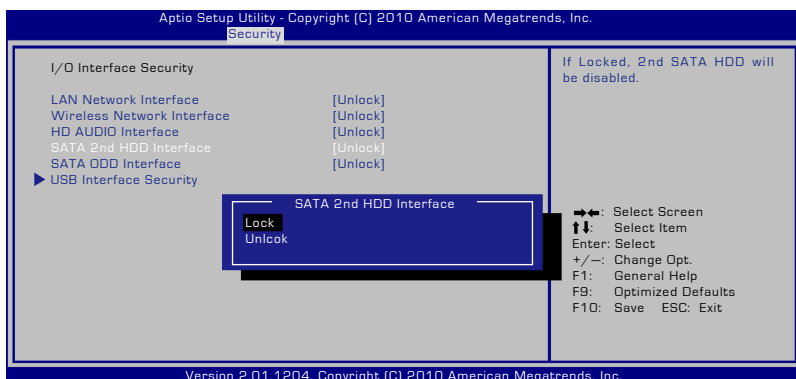 Aptio Setup Utility - Copyright (C) 2010 American Megatrends, Inc.
Security
I/O Interface Security
LAN Network Interface [Unlock]
Wireless Network Interface [Unlock]
HD AUDIO Interface [Unlock]
SATA 2nd HDD Interface [Unlock]
SATA ODD Interface [Unlock]
USB Interface Security
SATA 2nd HDD Interface
Lock
Unlcok
If Locked, 2nd SATA HDD will
be disabled.
→←: Select Screen
↑↓: Select Item
Enter: Select
+/—: Change Opt.
F1: General Help
F9: Optimized Defaults
F10: Save ESC: Exit
Version 2.01.1204. Copyright (C) 2010 American Megatrends, Inc.